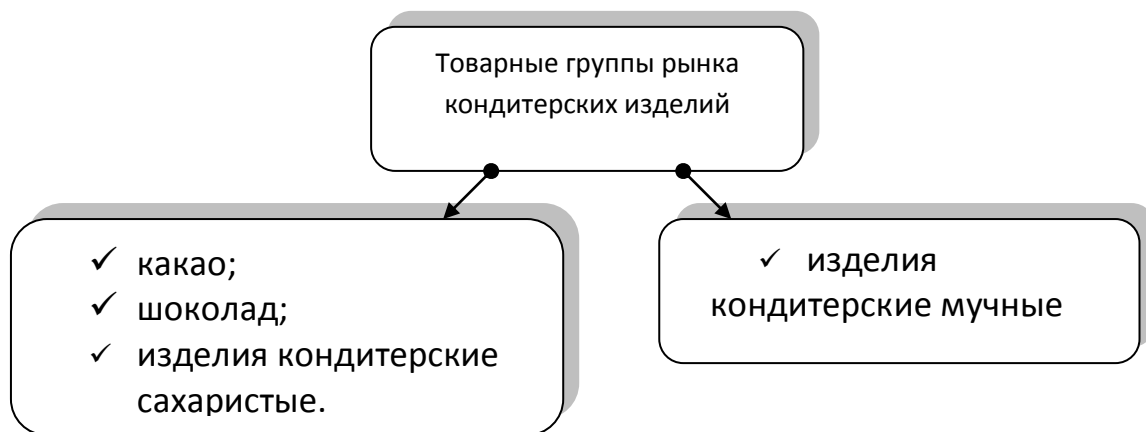 Товарные группы рынка
кондитерских изделий
✓ какао;
✓ шоколад;
✓ изделия кондитерские
сахаристые.
✓ изделия
кондитерские мучные